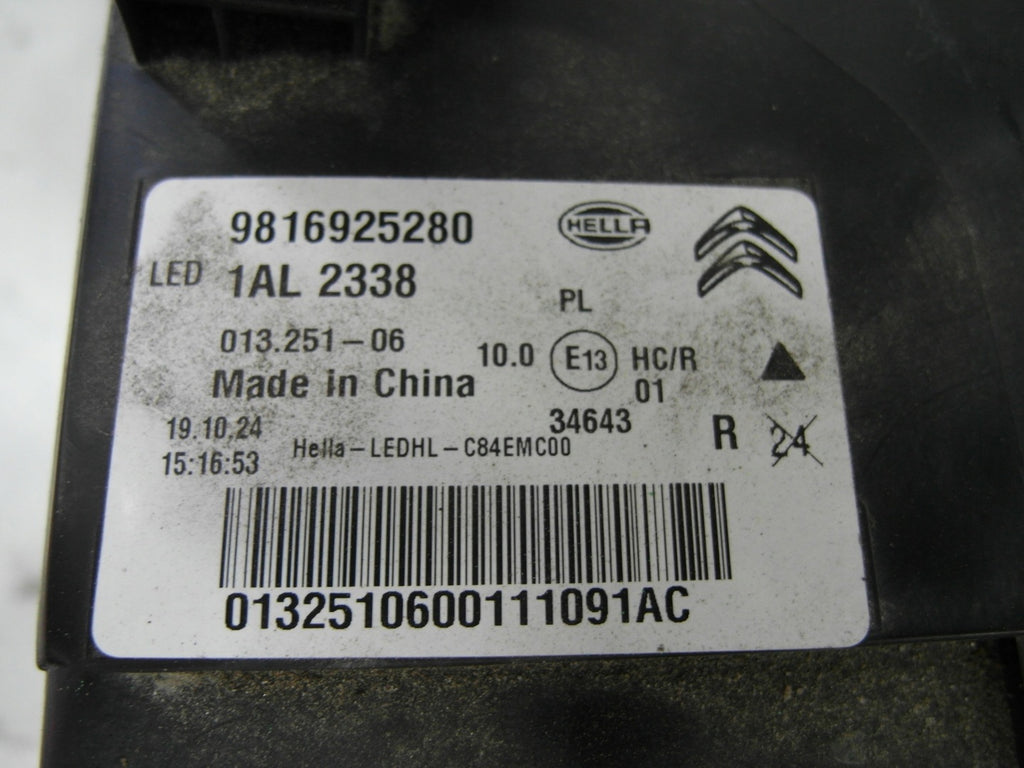 9816925280
HELLA
LED 1AL 2338
PL
013.251-06
10.0 E13 HC/R
Made in China
01
34643
19.10.24
R 24
15:16:53
Hella-LEDHL-C84EMC00
0132510600111091AC